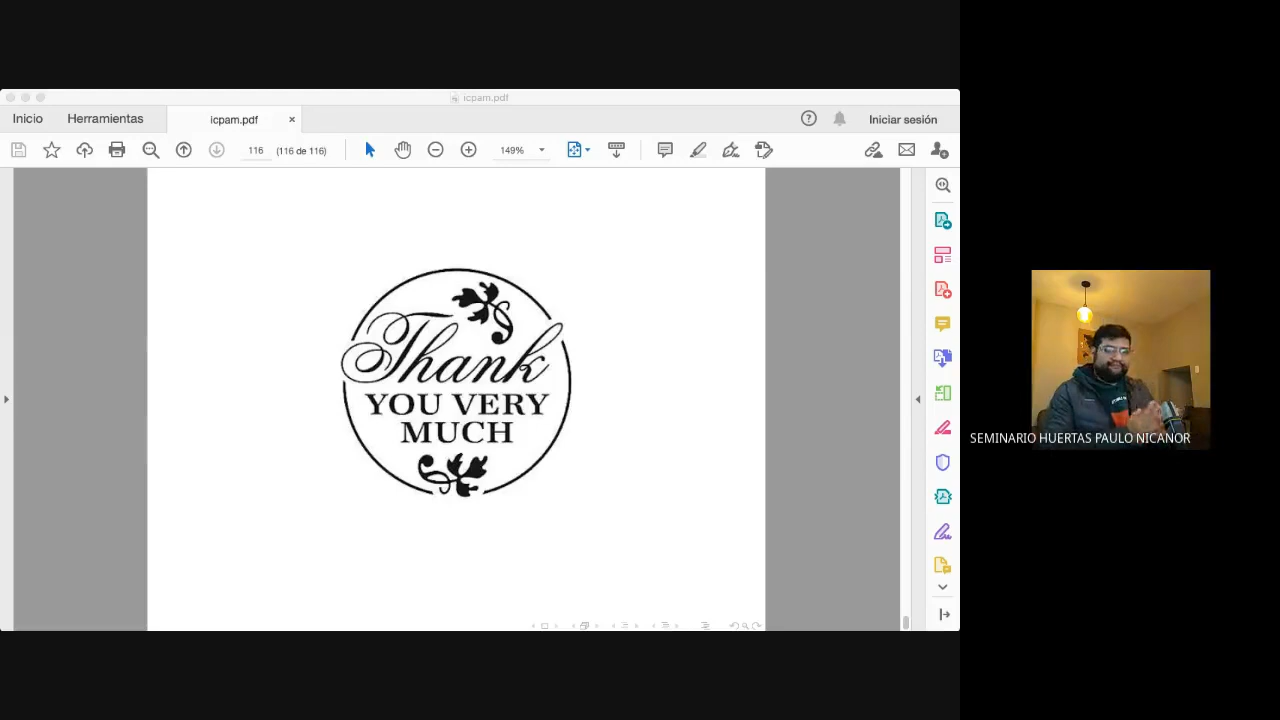 icpam.pdf
Inicio
Herramientas
icpam.pdf
Iniciar sesión
116
(116 de 116)
149%
Thank
YOU VERY
MUCH
SEMINARIO HUERTAS PAULO NICANOR